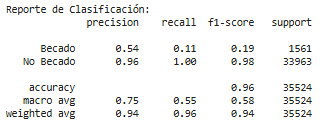 Reporte de Clasificación:
precision recall f1-score support
Becado 0.54 0.11 0.19 1561
No Becado 0.96 1.00 0.98 33963
accuracy 0.96 35524
macro avg 0.75 0.55 0.58 35524
weighted avg 0.94 0.96 0.94 35524